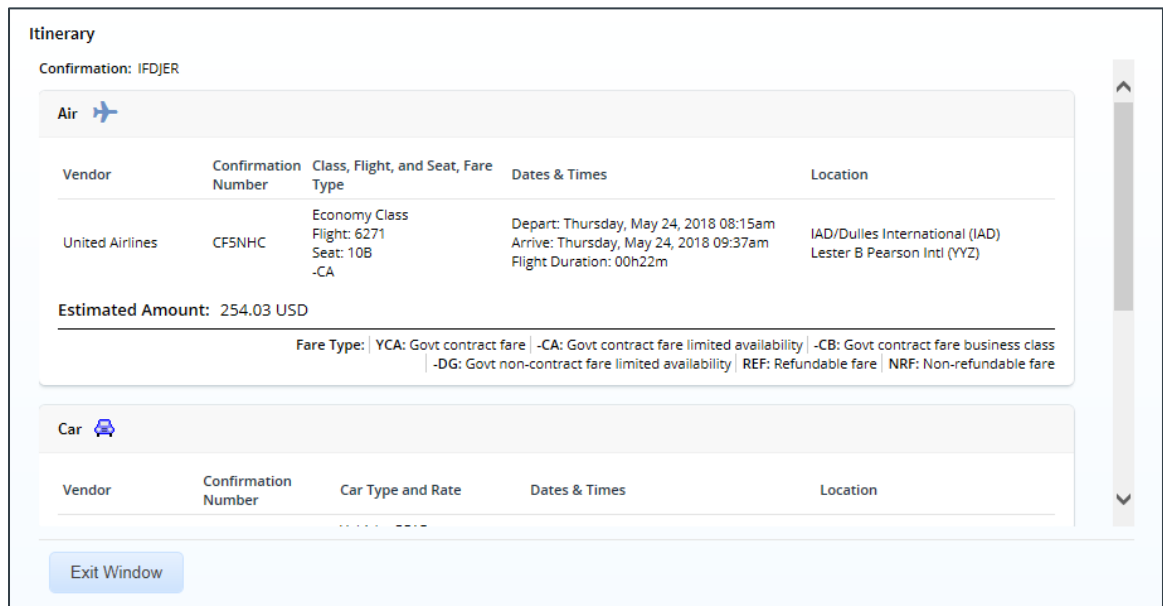 Itinerary
Confirmation: IFDJER
Air
Vendor
Confirmation Number
Class, Flight, and Seat, Fare Type
Dates & Times
Location
United Airlines
CF5NHC
Economy Class
Flight: 6271
Seat: 10B
-CA
Depart: Thursday, May 24, 2018 08:15am
Arrive: Thursday, May 24, 2018 09:37am
Flight Duration: 00h22m
IAD/Dulles International (IAD)
Lester B Pearson Intl (YYZ)
Estimated Amount: 254.03 USD
Fare Type: YCA: Govt contract fare -CA: Govt contract fare limited availability -CB: Govt contract fare business class
-DG: Govt non-contract fare limited availability REF: Refundable fare NRF: Non-refundable fare
Car
Vendor
Confirmation Number
Car Type and Rate
Dates & Times
Location
Exit Window